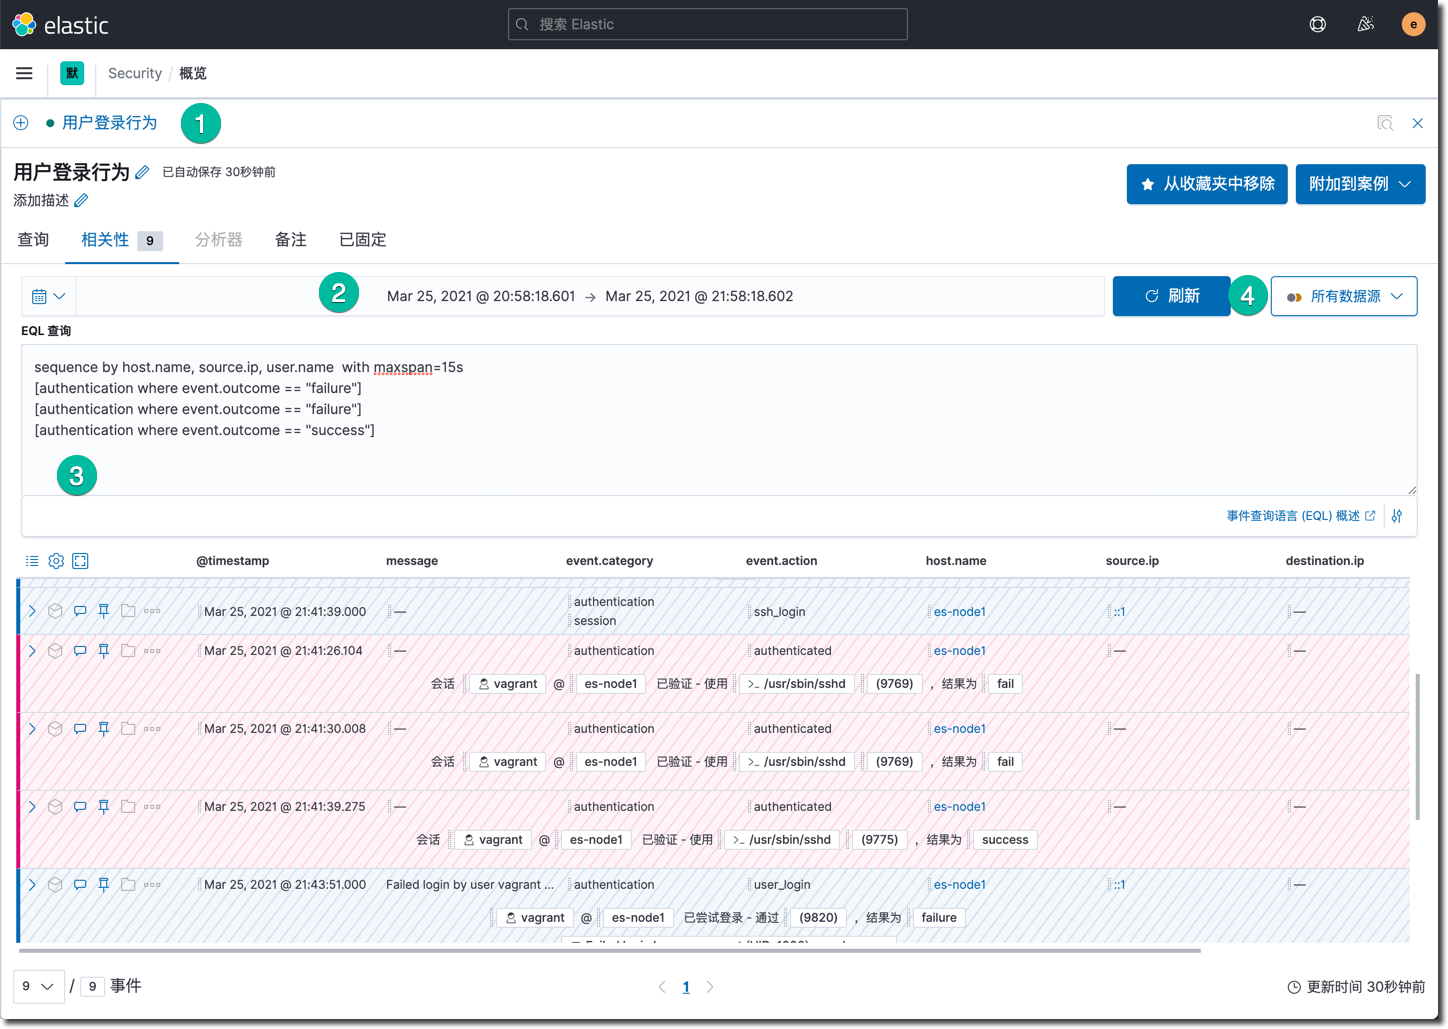 elastic
搜索 Elastic
e
默
Security / 概览
用户登录行为
1
用户登录行为
已自动保存 30秒钟前
添加描述
从收藏夹中移除
附加到案例
查询
相关性 9
分析器
备注
已固定
2
Mar 25, 2021 @ 20:58:18.601 → Mar 25, 2021 @ 21:58:18.602
刷新
4
所有数据源
EQL 查询
sequence by host.name, source.ip, user.name  with maxspan=15s
[authentication where event.outcome == "failure"]
[authentication where event.outcome == "failure"]
[authentication where event.outcome == "success"]
3
事件查询语言 (EQL) 概述
@timestamp message event.category event.action host.name source.ip destination.ip
Mar 25, 2021 @ 21:41:39.000 — authentication session ssh_login es-node1 ::1 —
Mar 25, 2021 @ 21:41:26.104 — authentication authenticated es-node1 — —
会话 vagrant @ es-node1 已验证 - 使用 >_ /usr/sbin/sshd (9769) ，结果为 fail
Mar 25, 2021 @ 21:41:30.008 — authentication authenticated es-node1 — —
会话 vagrant @ es-node1 已验证 - 使用 >_ /usr/sbin/sshd (9769) ，结果为 fail
Mar 25, 2021 @ 21:41:39.275 — authentication authenticated es-node1 — —
会话 vagrant @ es-node1 已验证 - 使用 >_ /usr/sbin/sshd (9775) ，结果为 success
Mar 25, 2021 @ 21:43:51.000 Failed login by user vagrant ... authentication user_login es-node1 ::1 —
vagrant @ es-node1 已尝试登录 - 通过 (9820) ，结果为 failure
9 / 9 事件
1
更新时间 30秒钟前